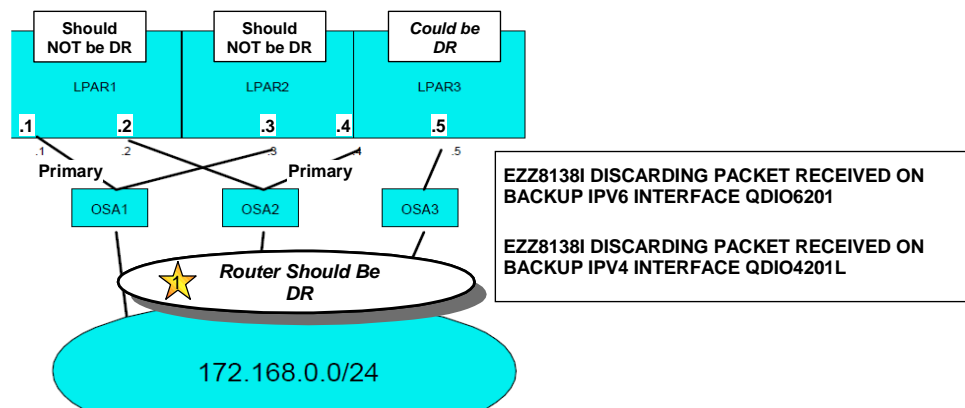 Should
NOT be DR
Should
NOT be DR
Could be
DR
LPAR1
LPAR2
LPAR3
.1
.2
.3
.4
.5
.1
.2
.3
.4
.5
Primary
Primary
OSA1
OSA2
OSA3
EZZ8138I DISCARDING PACKET RECEIVED ON
BACKUP IPV6 INTERFACE QDIO6201
EZZ8138I DISCARDING PACKET RECEIVED ON
BACKUP IPV4 INTERFACE QDIO4201L
1
Router Should Be
DR
172.168.0.0/24